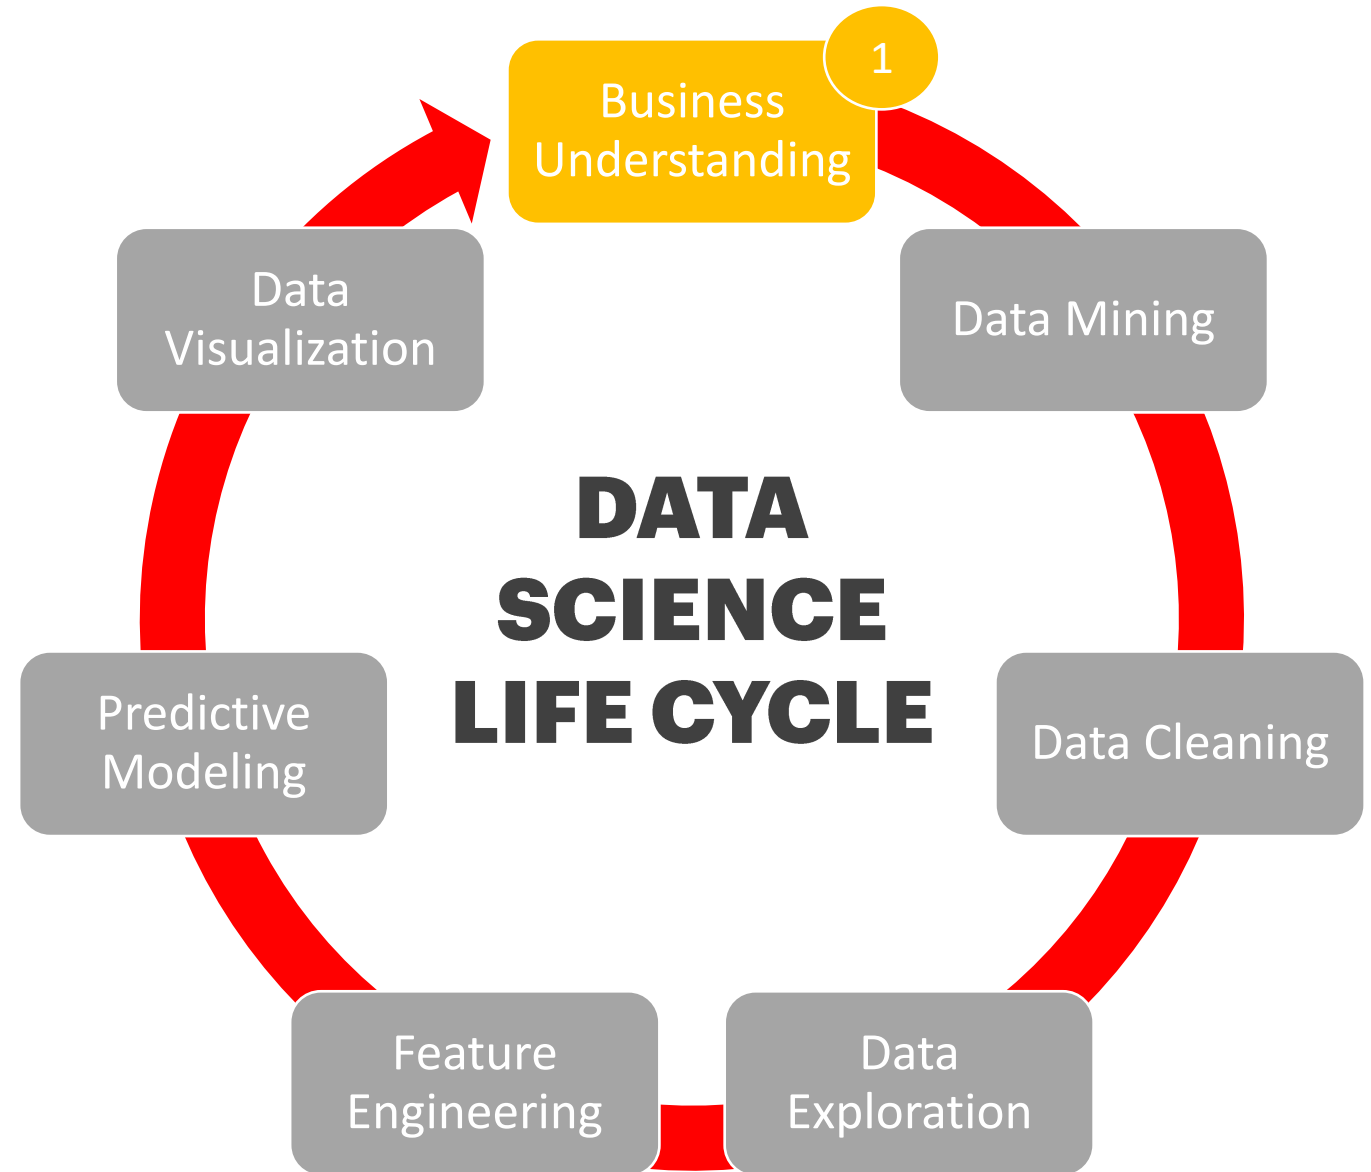 1
Business
Understanding
Data Mining
Data Cleaning
Data
Exploration
Feature
Engineering
Predictive
Modeling
Data
Visualization
DATA
SCIENCE
LIFE CYCLE